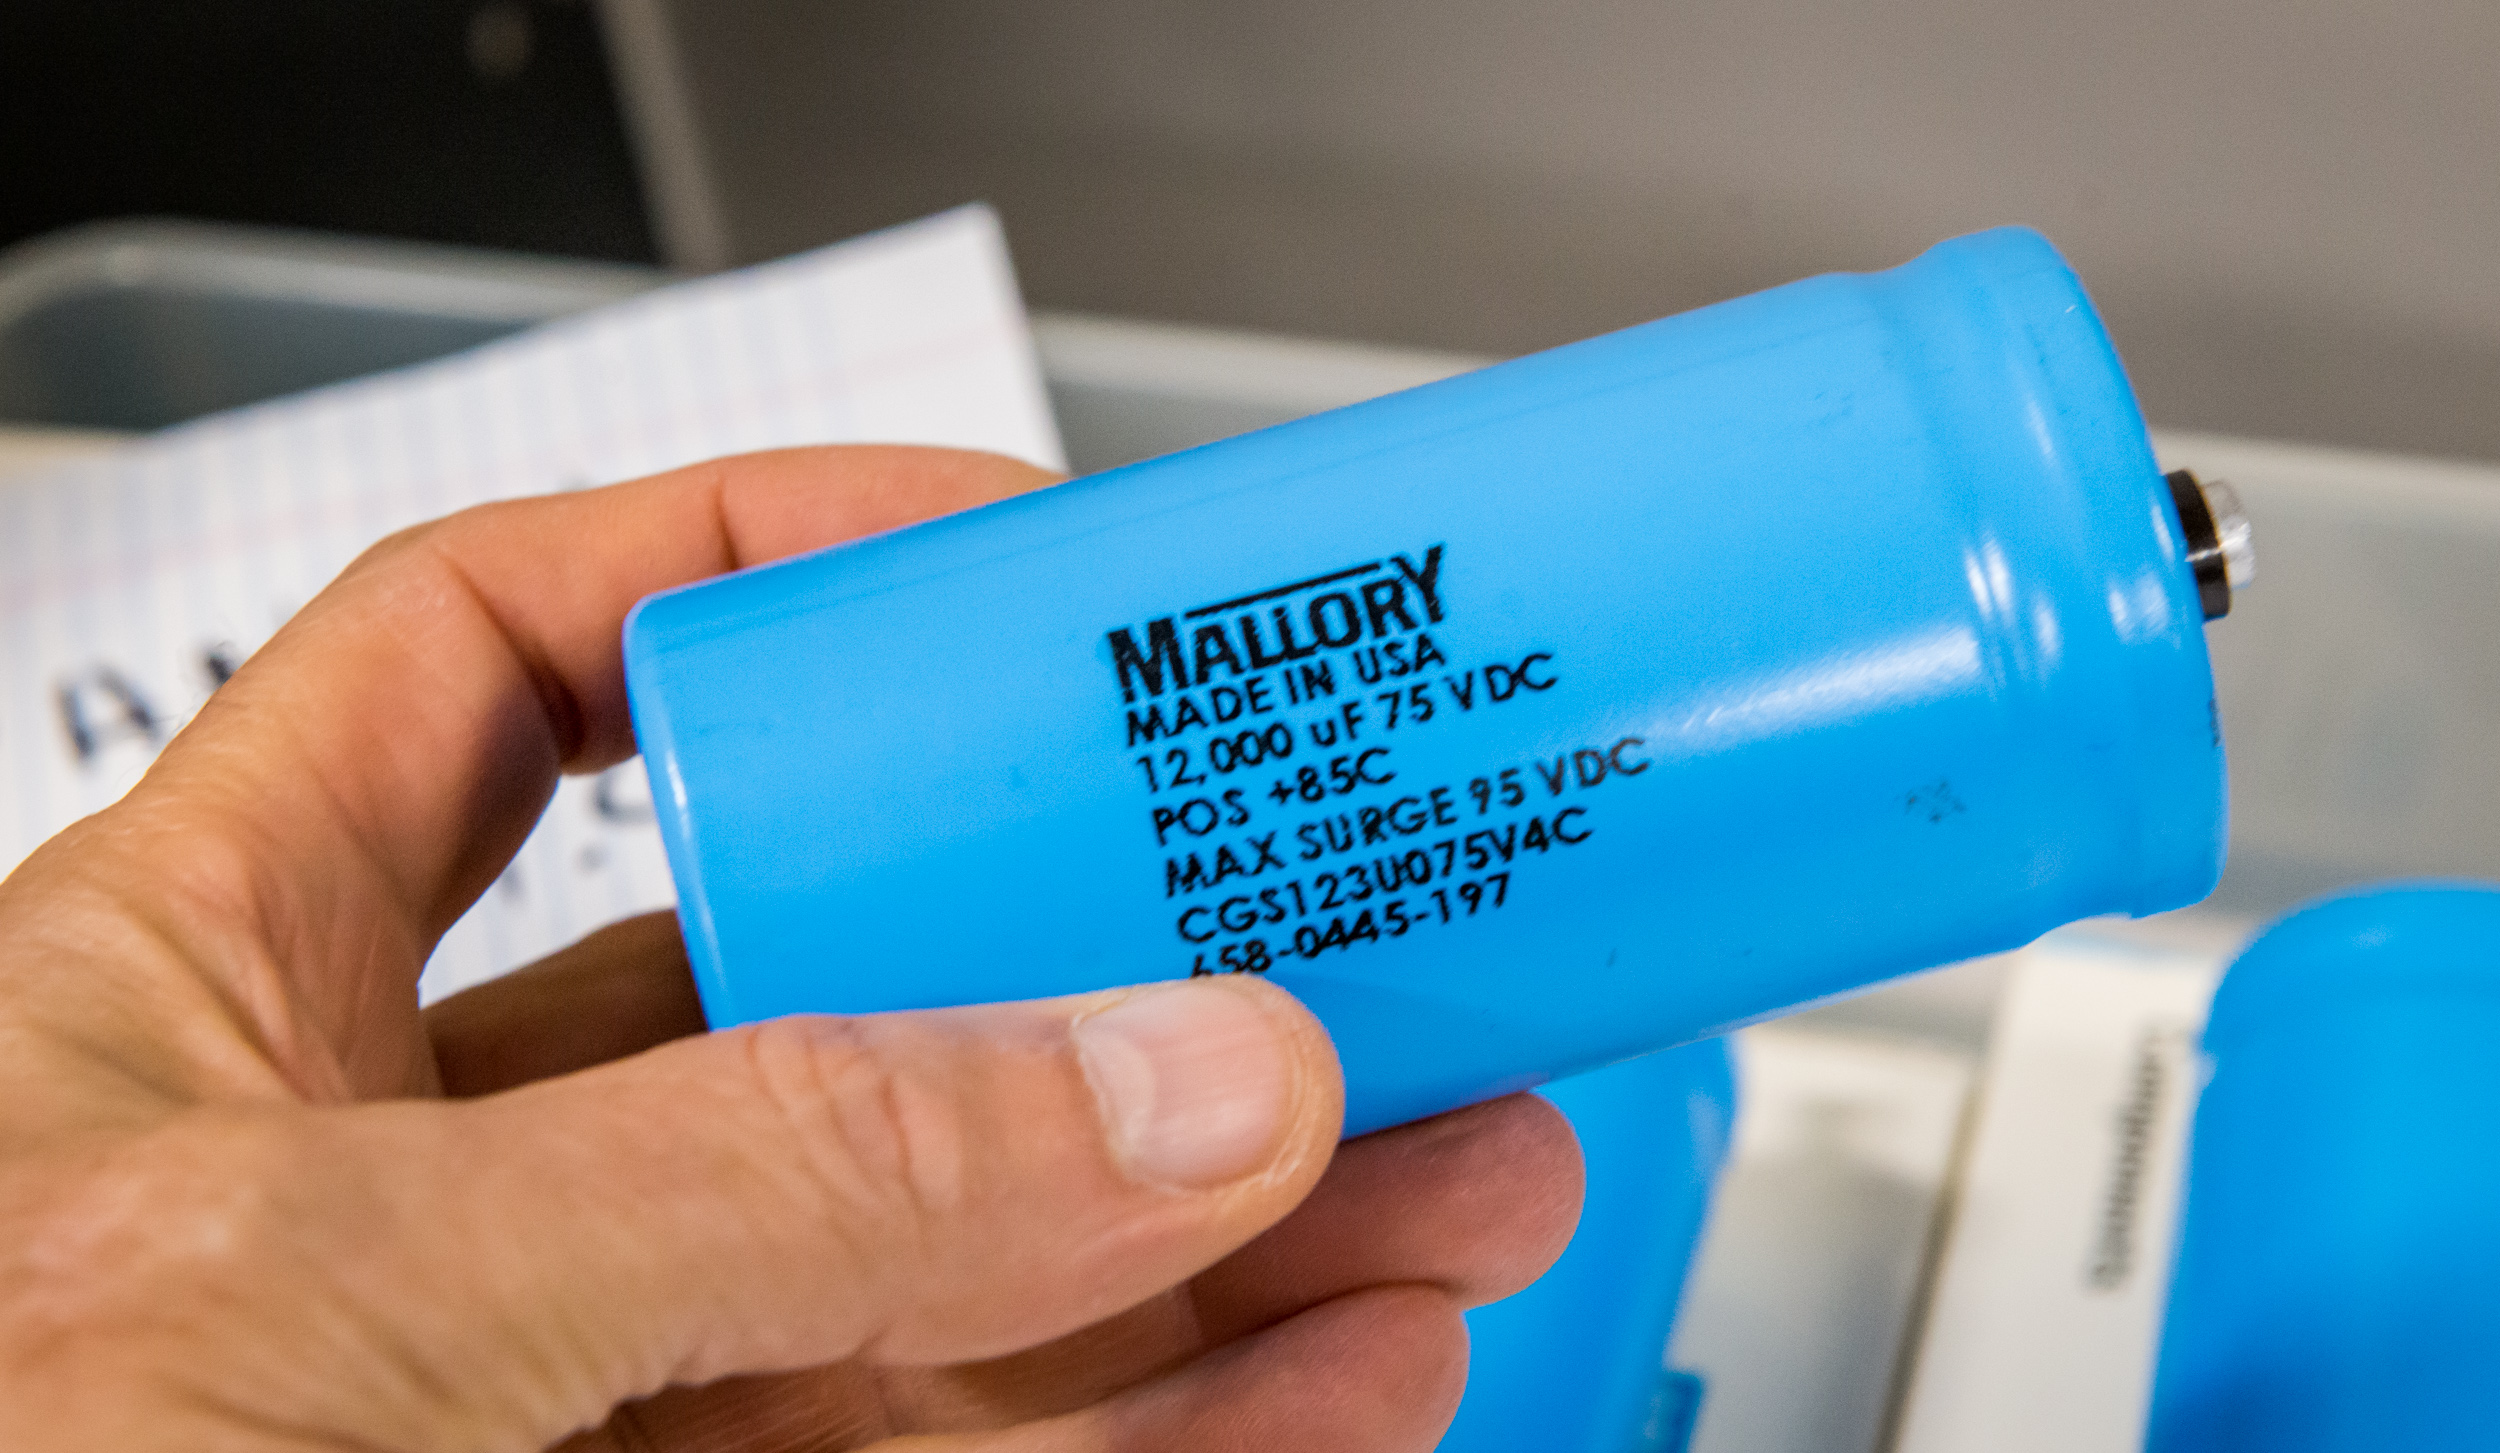 MALLORY
MADE IN USA
12,000 uF 75 VDC
POS +85C
MAX SURGE 95 VDC
CGS123U075V4C
658-0445-197